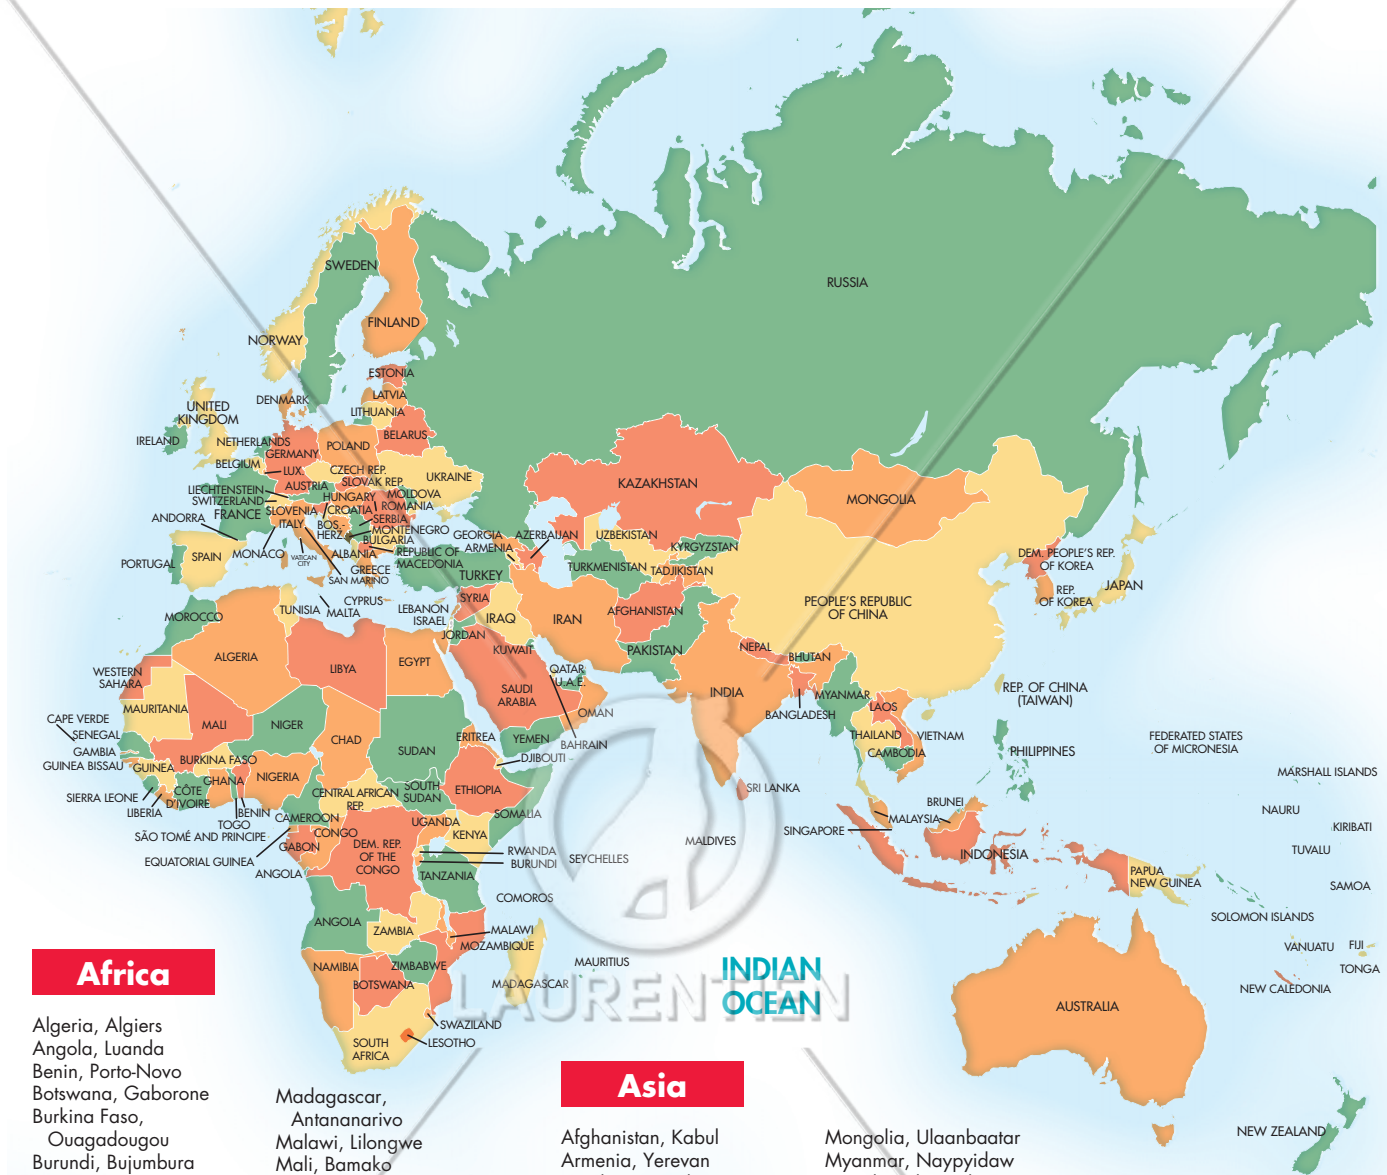 RUSSIA
SWEDEN
FINLAND
NORWAY
ESTONIA
LATVIA
LITHUANIA
DENMARK
UNITED
KINGDOM
IRELAND
NETHERLANDS
GERMANY
POLAND
BELARUS
BELGIUM
LUX.
CZECH REP.
SLOVAK REP.
UKRAINE
LIECHTENSTEIN
AUSTRIA
SWITZERLAND
HUNGARY
MOLDOVA
FRANCE
SLOVENIA
CROATIA
ROMANIA
ANDORRA
ITALY
BOS.-
HERZ.
SERBIA
MONTENEGRO
BULGARIA
PORTUGAL
SPAIN
MONACO
VATICAN
CITY
ALBANIA
REPUBLIC OF
MACEDONIA
GREECE
SAN MARINO
GEORGIA
ARMENIA
AZERBAIJAN
TURKEY
KAZAKHSTAN
MONGOLIA
UZBEKISTAN
KYRGYZSTAN
TURKMENISTAN
TADJIKISTAN
DEM. PEOPLE'S REP.
OF KOREA
REP.
OF KOREA
JAPAN
PEOPLE'S REPUBLIC
OF CHINA
MOROCCO
TUNISIA
MALTA
CYPRUS
LEBANON
ISRAEL
SYRIA
IRAQ
IRAN
AFGHANISTAN
JORDAN
KUWAIT
PAKISTAN
NEPAL
BHUTAN
ALGERIA
LIBYA
EGYPT
WESTERN
SAHARA
SAUDI
ARABIA
QATAR
U.A.E.
OMAN
BAHRAIN
INDIA
BANGLADESH
MYANMAR
LAOS
REP. OF CHINA
(TAIWAN)
MAURITANIA
MALI
NIGER
CHAD
SUDAN
ERITREA
YEMEN
DJIBOUTI
THAILAND
VIETNAM
CAMBODIA
PHILIPPINES
FEDERATED STATES
OF MICRONESIA
MARSHALL ISLANDS
CAPE VERDE
SENEGAL
GAMBIA
GUINEA BISSAU
GUINEA
BURKINA FASO
SIERRA LEONE
LIBERIA
CÔTE
D'IVOIRE
GHANA
TOGO
BENIN
NIGERIA
CENTRAL AFRICAN
REP.
SOUTH
SUDAN
ETHIOPIA
SOMALIA
CAMEROON
SÃO TOMÉ AND PRINCIPE
EQUATORIAL GUINEA
GABON
CONGO
DEM. REP.
OF THE
CONGO
UGANDA
KENYA
RWANDA
BURUNDI
TANZANIA
SEYCHELLES
SRI LANKA
MALDIVES
SINGAPORE
MALAYSIA
BRUNEI
INDONESIA
NAURU
KIRIBATI
TUVALU
PAPUA
NEW GUINEA
SAMOA
SOLOMON ISLANDS
ANGOLA
ANGOLA
COMOROS
ZAMBIA
MALAWI
MOZAMBIQUE
MAURITIUS
MADAGASCAR
NAMIBIA
ZIMBABWE
BOTSWANA
SWAZILAND
LESOTHO
SOUTH
AFRICA
INDIAN
OCEAN
LAURENTIEN
AUSTRALIA
VANUATU
FIJI
TONGA
NEW CALEDONIA
NEW ZEALAND
Africa
Algeria, Algiers
Angola, Luanda
Benin, Porto-Novo
Botswana, Gaborone
Burkina Faso,
Ouagadougou
Burundi, Bujumbura
Madagascar,
Antananarivo
Malawi, Lilongwe
Mali, Bamako
Asia
Afghanistan, Kabul
Armenia, Yerevan
Mongolia, Ulaanbaatar
Myanmar, Naypyidaw